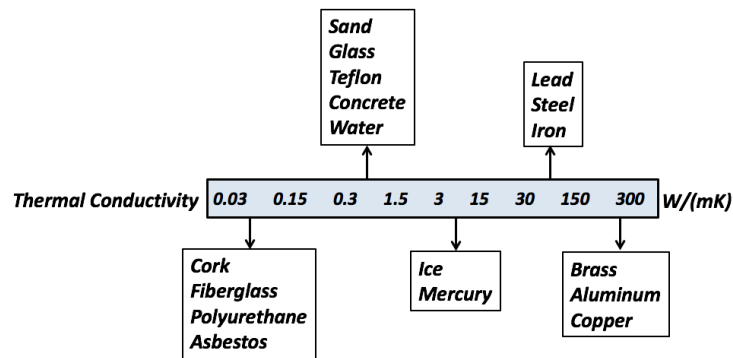 Sand
Glass
Teflon
Concrete
Water
Lead
Steel
Iron
Thermal Conductivity 0.03 0.15 0.3 1.5 3 15 30 150 300 W/(mK)
Cork
Fiberglass
Polyurethane
Asbestos
Ice
Mercury
Brass
Aluminum
Copper